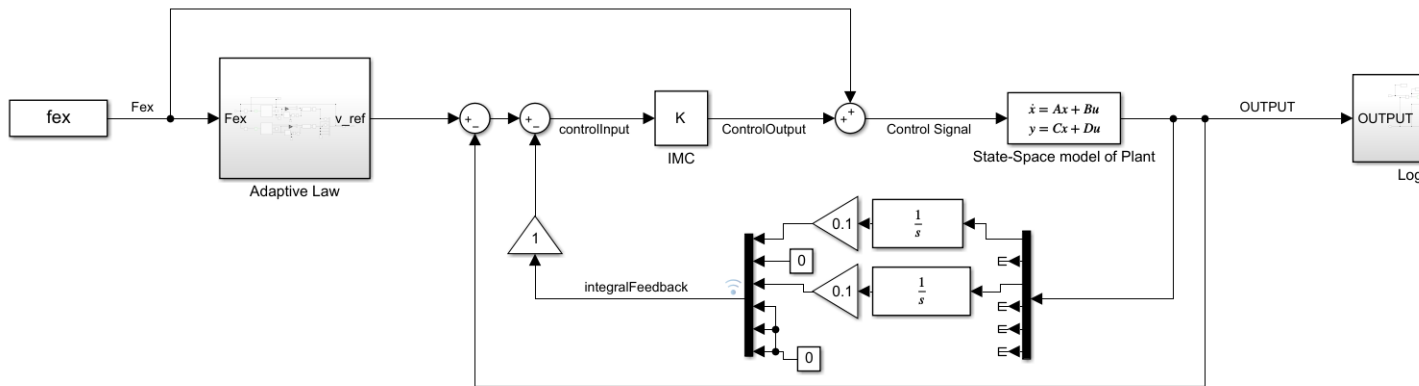 fex
Fex
Fex
v_ref
Adaptive Law
+
−
+
−
controlInput
K
IMC
ControlOutput
+
+
Control Signal
ẋ = Ax + Bu
y = Cx + Du
State-Space model of Plant
OUTPUT
OUTPUT
Log
1
integralFeedback
0.1
1
s
0
0.1
1
s
0